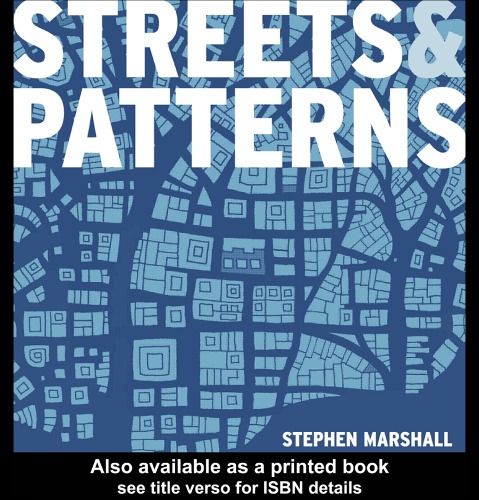 STREETS &
PATTERNS
STEPHEN MARSHALL
Also available as a printed book
see title verso for ISBN details